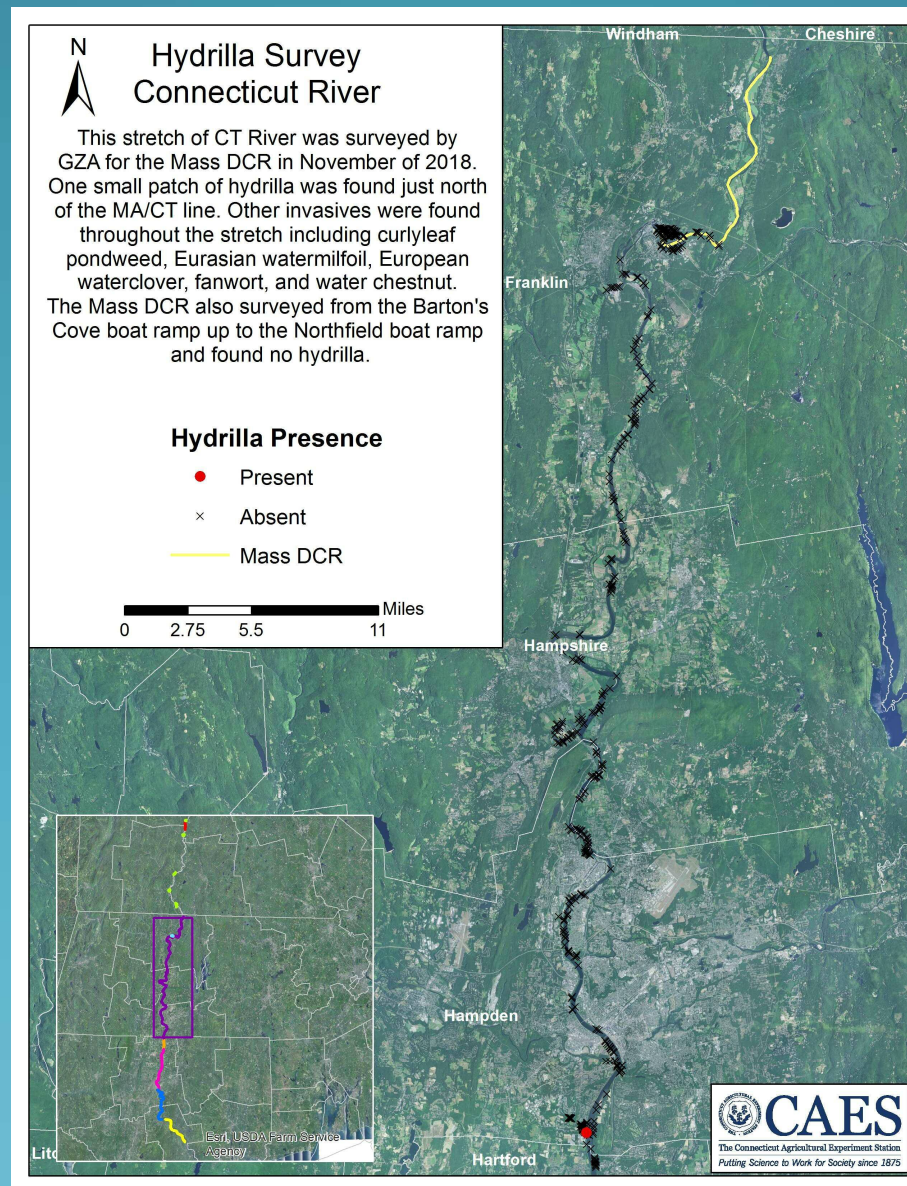 N
Hydrilla Survey
Connecticut River
This stretch of CT River was surveyed by
GZA for the Mass DCR in November of 2018.
One small patch of hydrilla was found just north
of the MA/CT line. Other invasives were found
throughout the stretch including curlyleaf
pondweed, Eurasian watermilfoil, European
waterclover, fanwort, and water chestnut.
The Mass DCR also surveyed from the Barton's
Cove boat ramp up to the Northfield boat ramp
and found no hydrilla.
Hydrilla Presence
Present
Absent
Mass DCR
Miles
0 2.75 5.5 11
Windham
Cheshire
Franklin
Hampshire
Hampden
Hartford
Litc
Esri, USDA Farm Service
Agency
CAES
The Connecticut Agricultural Experiment Station
Putting Science to Work for Society since 1875